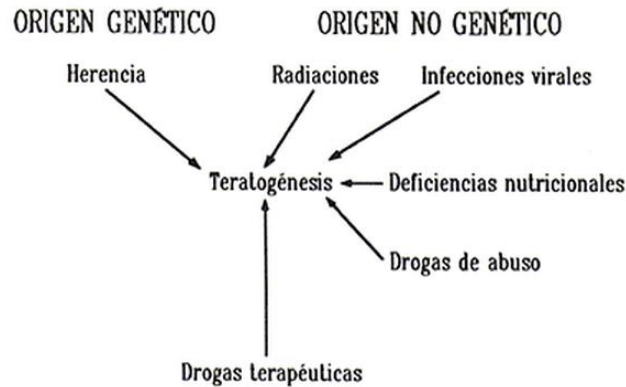 ORIGEN GENÉTICO
ORIGEN NO GENÉTICO
Herencia
Radiaciones
Infecciones virales
Teratogénesis
Deficiencias nutricionales
Drogas de abuso
Drogas terapéuticas